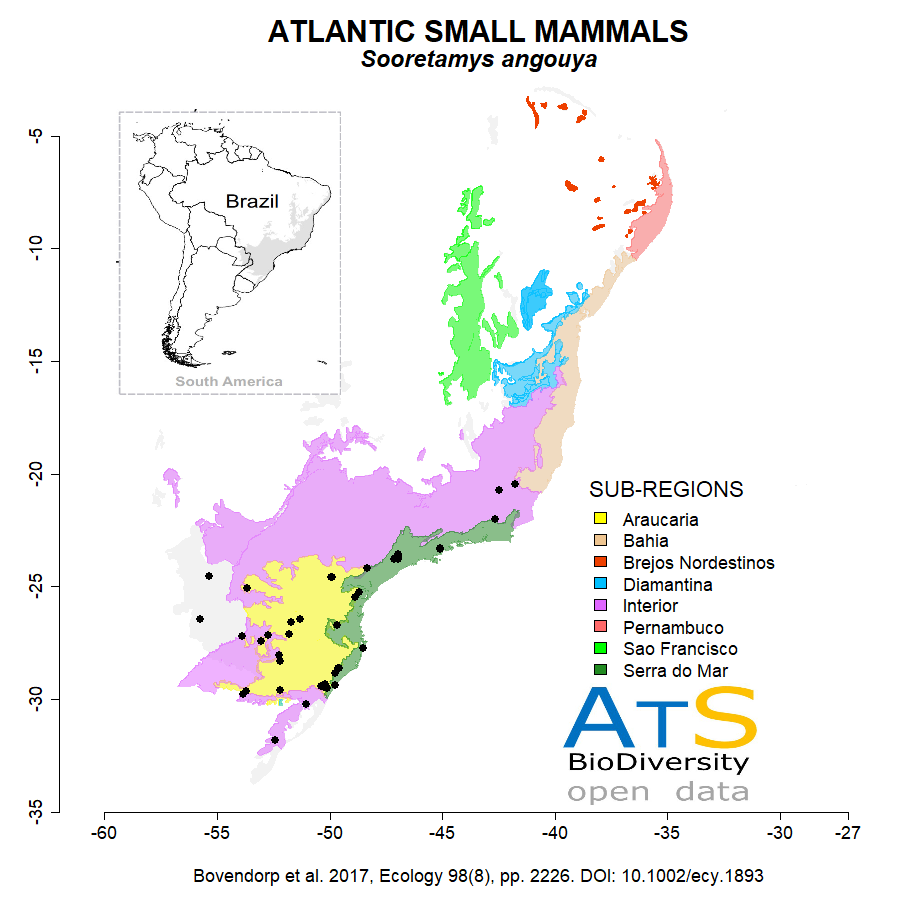 ATLANTIC SMALL MAMMALS
Sooretamys angouya
-5
-10
-15
-20
-25
-30
-35
Brazil
South America
SUB-REGIONS
Araucaria
Bahia
Brejos Nordestinos
Diamantina
Interior
Pernambuco
Sao Francisco
Serra do Mar
ATS
BioDiversity
open data
-60 -55 -50 -45 -40 -35 -30 -27
Bovendorp et al. 2017, Ecology 98(8), pp. 2226. DOI: 10.1002/ecy.1893